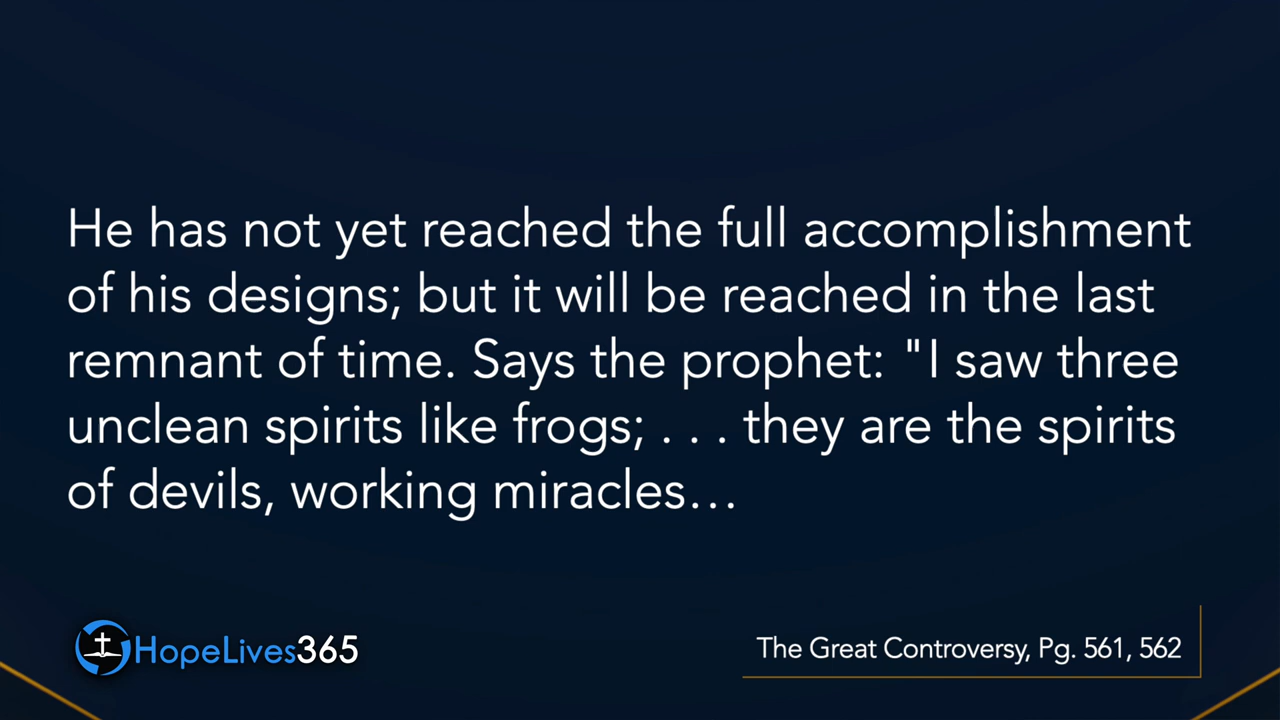 He has not yet reached the full accomplishment
of his designs; but it will be reached in the last
remnant of time. Says the prophet: "I saw three
unclean spirits like frogs; . . . they are the spirits
of devils, working miracles…
HopeLives365
The Great Controversy, Pg. 561, 562